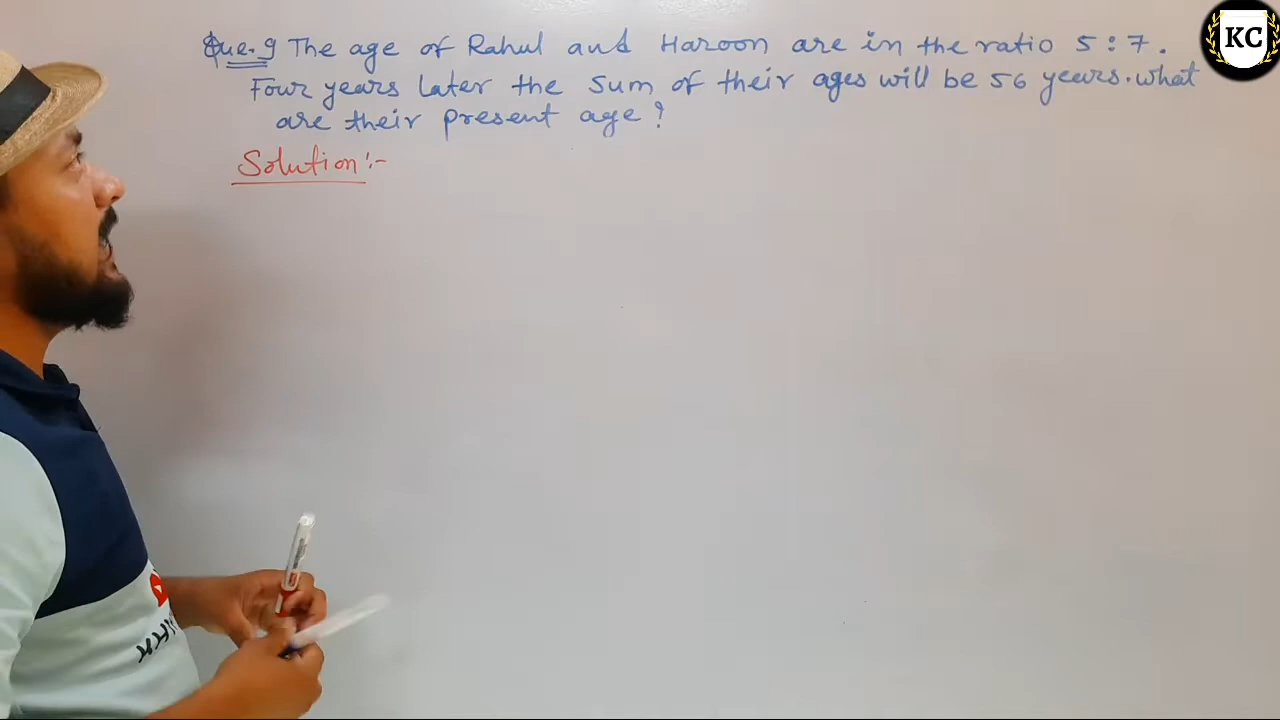 Que. 9 The age of Rahul and Haroon are in the ratio 5 : 7 .
Four years later the sum of their ages will be 56 years. what
are their present age ?
Solution :-
KC